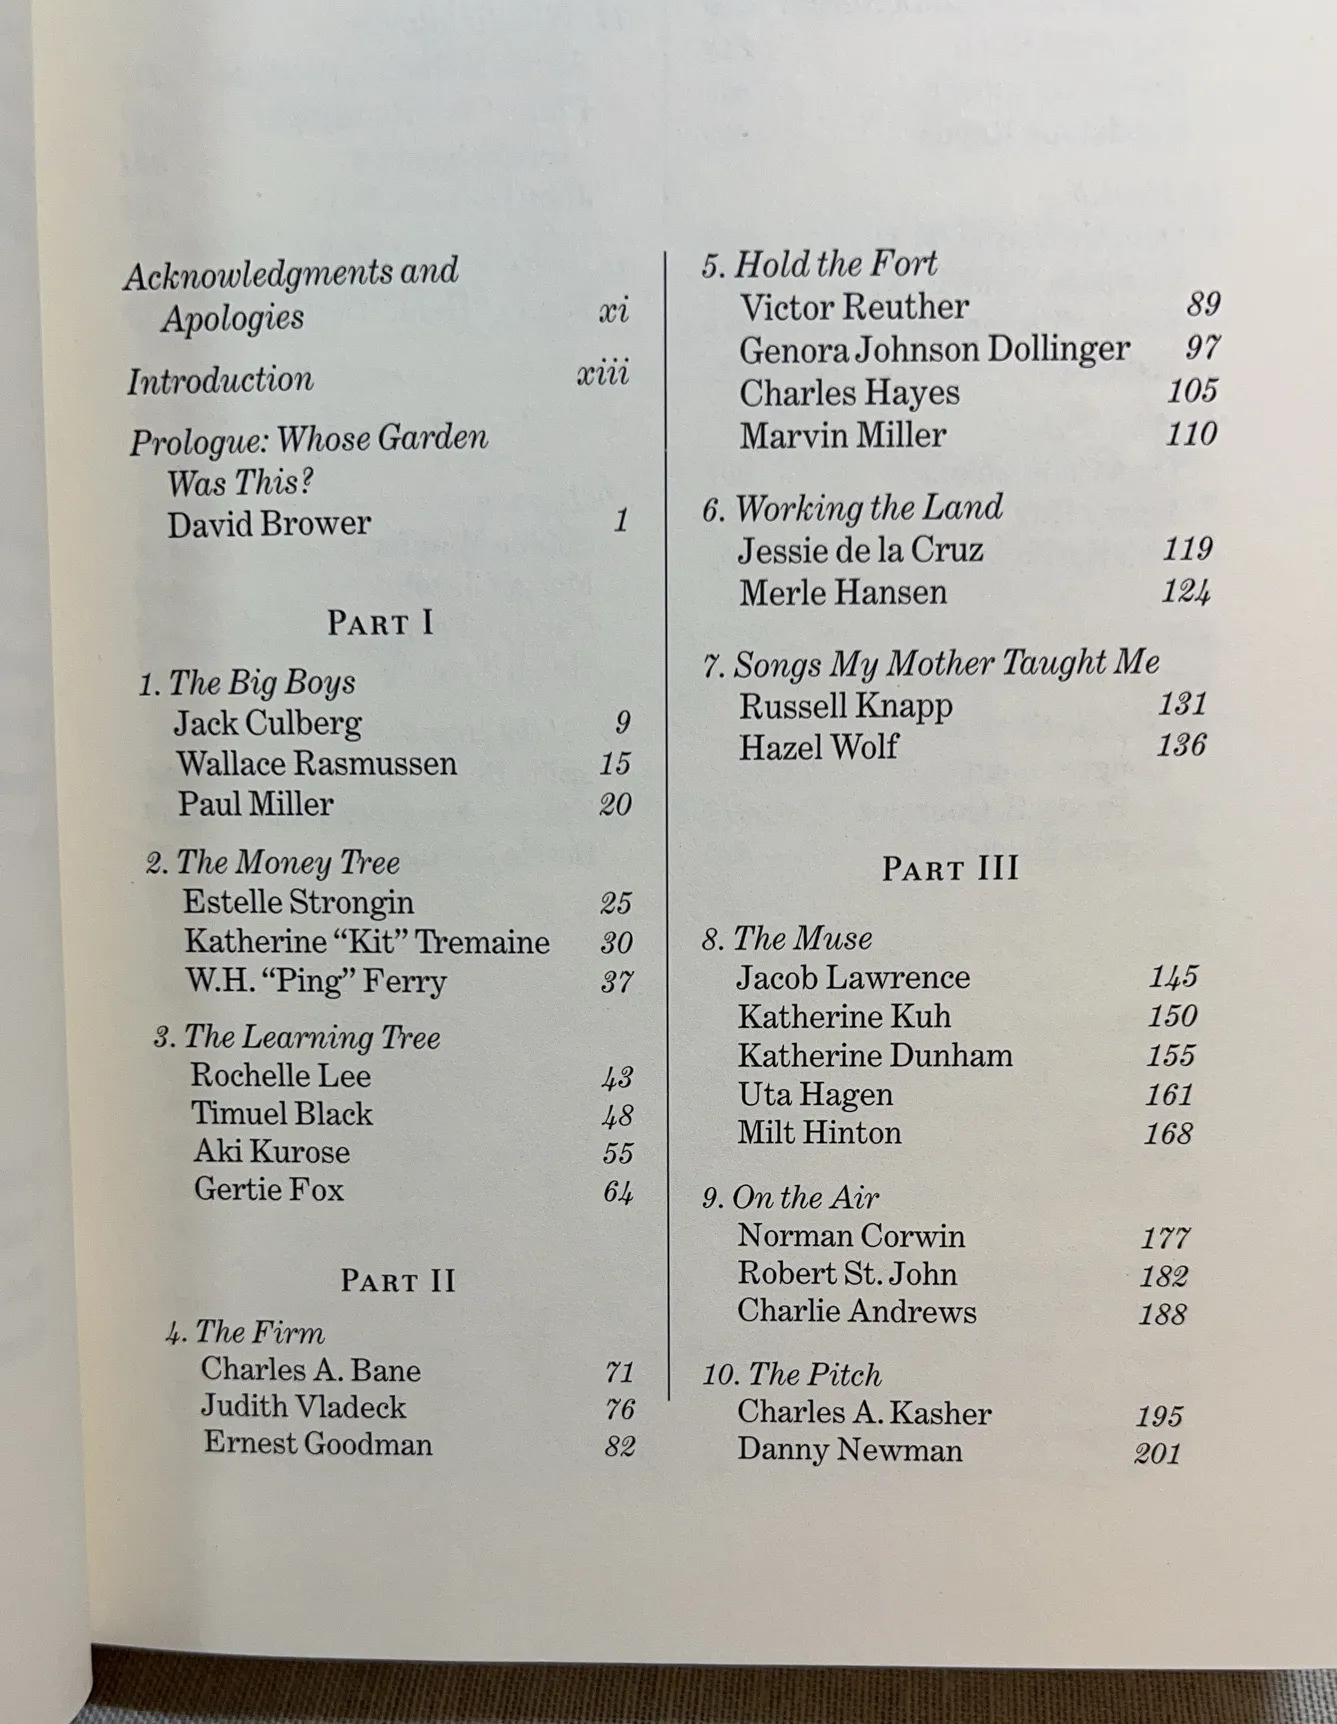 Acknowledgments and
Apologies xi
Introduction xiii
Prologue: Whose Garden
Was This?
David Brower 1
PART I
1. The Big Boys
Jack Culberg 9
Wallace Rasmussen 15
Paul Miller 20
2. The Money Tree
Estelle Strongin 25
Katherine “Kit” Tremaine 30
W.H. “Ping” Ferry 37
3. The Learning Tree
Rochelle Lee 43
Timuel Black 48
Aki Kurose 55
Gertie Fox 64
PART II
4. The Firm
Charles A. Bane 71
Judith Vladeck 76
Ernest Goodman 82
5. Hold the Fort
Victor Reuther 89
Genora Johnson Dollinger 97
Charles Hayes 105
Marvin Miller 110
6. Working the Land
Jessie de la Cruz 119
Merle Hansen 124
7. Songs My Mother Taught Me
Russell Knapp 131
Hazel Wolf 136
PART III
8. The Muse
Jacob Lawrence 145
Katherine Kuh 150
Katherine Dunham 155
Uta Hagen 161
Milt Hinton 168
9. On the Air
Norman Corwin 177
Robert St. John 182
Charlie Andrews 188
10. The Pitch
Charles A. Kasher 195
Danny Newman 201